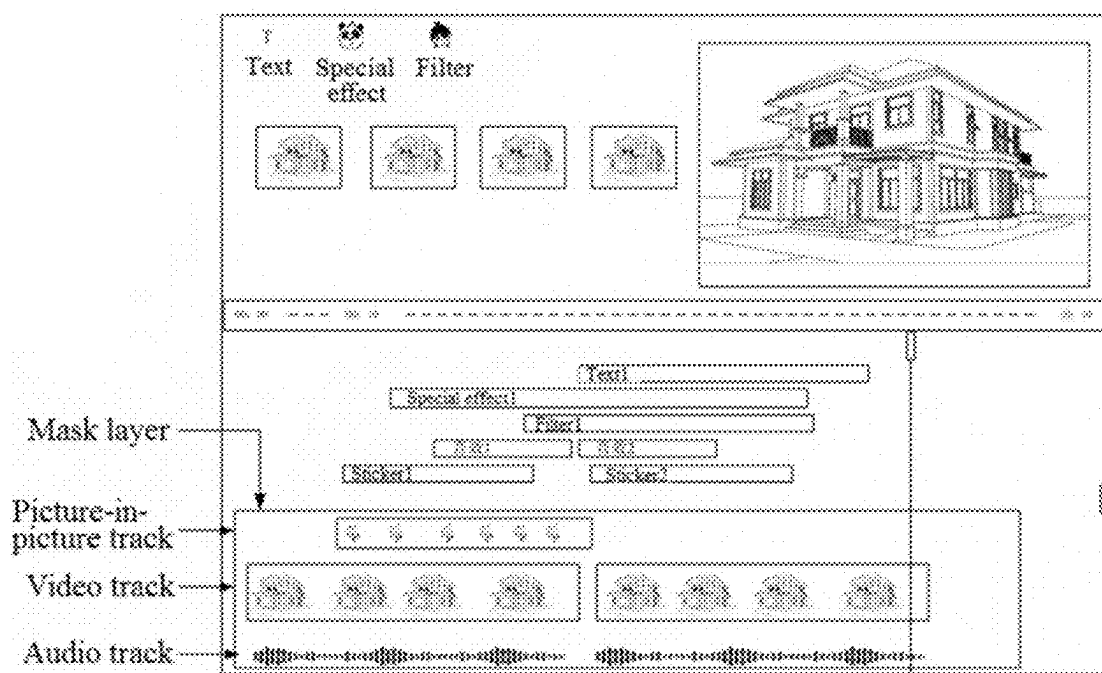 Text
Special
effect
Filter
Text1
Special effect1
Filter1
Sticker1
Sticker2
Mask layer
Picture-in-
picture track
Video track
Audio track